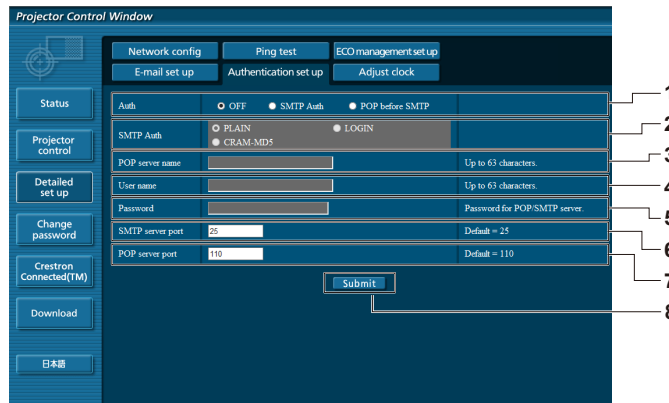 Projector Control Window
Network config
Ping test
ECO management set up
E-mail set up
Authentication set up
Adjust clock
Status
Projector
control
Detailed
set up
Change
password
Crestron
Connected(TM)
Download
日本語
Auth
OFF
SMTP Auth
POP before SMTP
1
SMTP Auth
PLAIN
LOGIN
CRAM-MD5
2
POP server name
Up to 63 characters.
3
User name
Up to 63 characters.
4
Password
Password for POP/SMTP server.
5
SMTP server port
25
Default = 25
6
POP server port
110
Default = 110
7
Submit
8